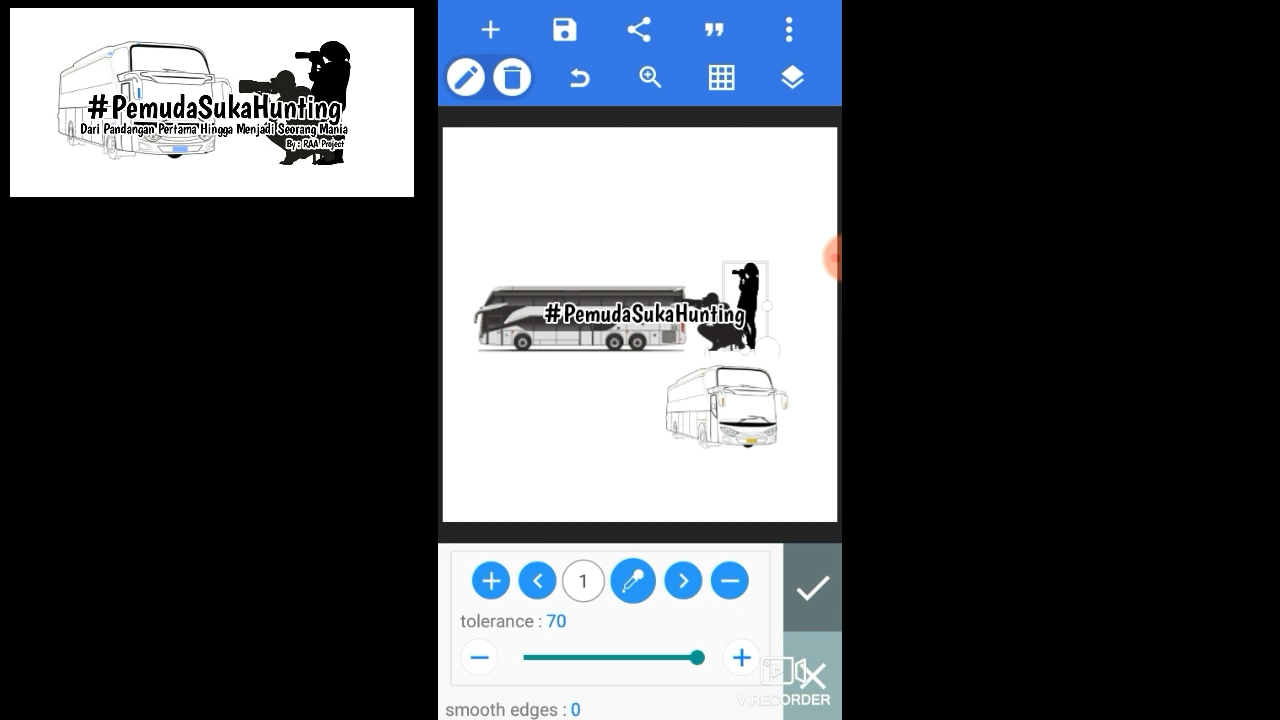 #PemudaSukaHunting
Dari Pandangan Pertama Hingga Menjadi Seorang Mania
By : RAA Project
#PemudaSukaHunting
1
tolerance : 70
smooth edges : 0
V RECORDER